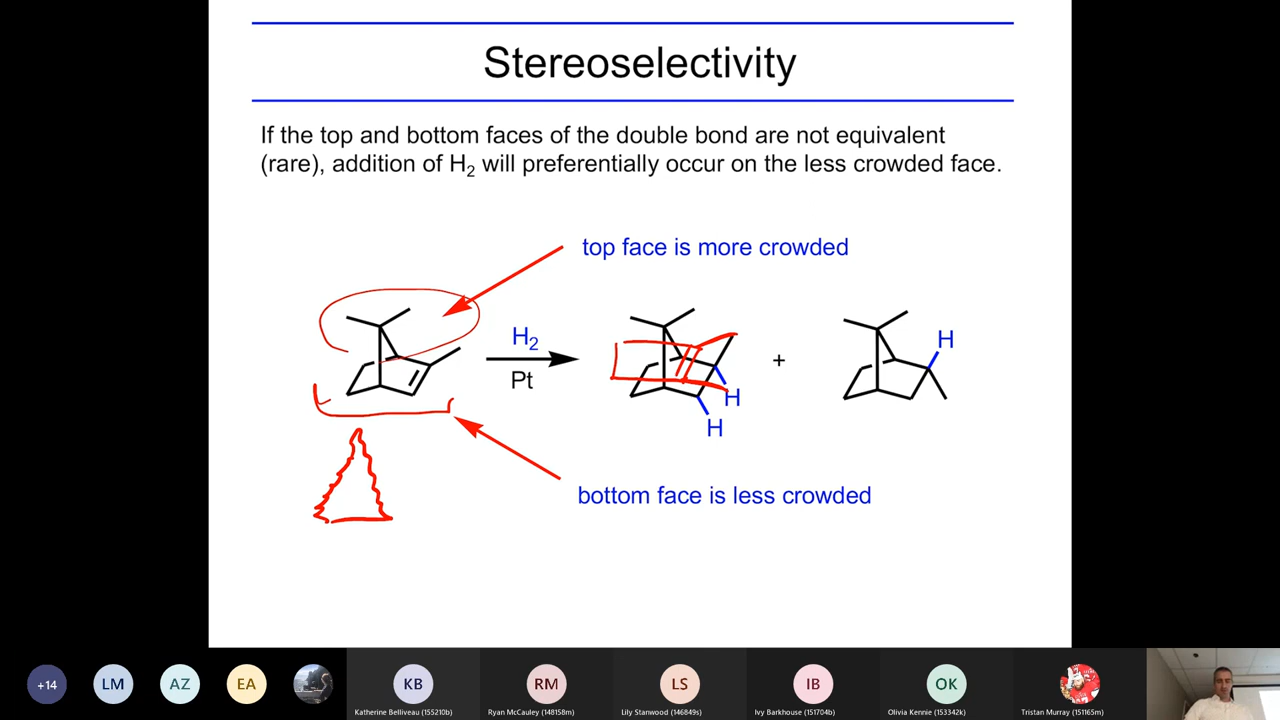 Stereoselectivity
If the top and bottom faces of the double bond are not equivalent
(rare), addition of H₂ will preferentially occur on the less crowded face.
top face is more crowded
H₂
Pt
+
H
H
H
bottom face is less crowded
+14
LM
AZ
EA
KB
RM
LS
IB
OK
Katherine Belliveau (155210b)
Ryan McCauley (148158m)
Lily Stanwood (146849s)
Ivy Barkhouse (151704b)
Olivia Kennie (153342k)
Tristan Murray (151165m)